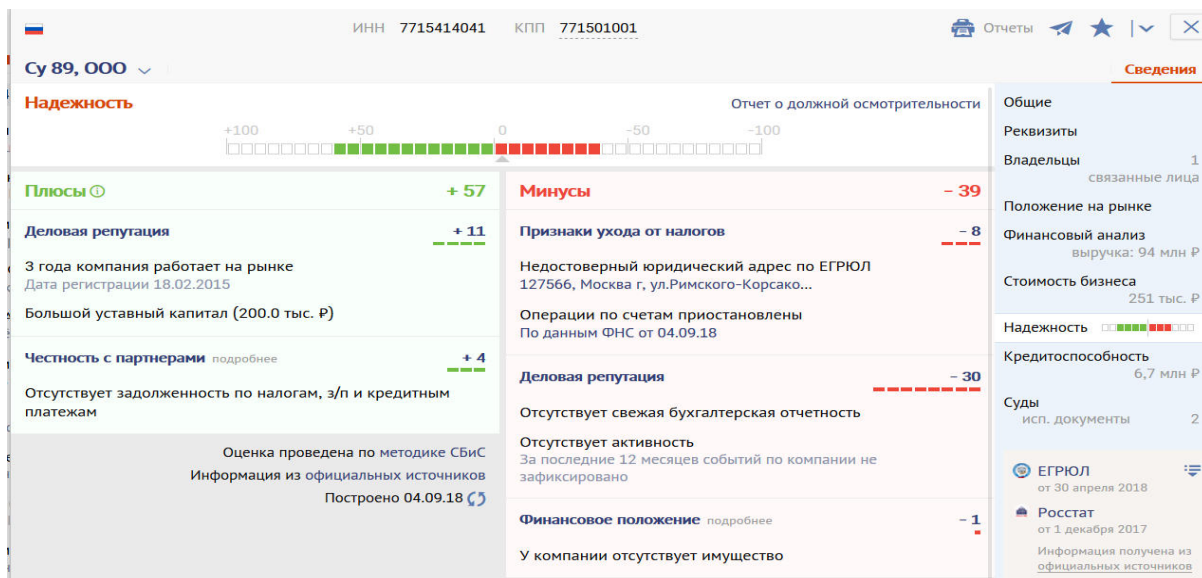 ИНН 7715414041 КПП 771501001 Отчеты
Су 89, ООО
Сведения
Надежность
Отчет о должной осмотрительности
+100 +50 0 -50 -100
Плюсы + 57
Деловая репутация + 11
3 года компания работает на рынке
Дата регистрации 18.02.2015
Большой уставный капитал (200.0 тыс. ₽)
Честность с партнерами подробнее + 4
Отсутствует задолженность по налогам, з/п и кредитным
платежам
Оценка проведена по методике СБиС
Информация из официальных источников
Построено 04.09.18
Минусы - 39
Признаки ухода от налогов - 8
Недостоверный юридический адрес по ЕГРЮЛ
127566, Москва г, ул.Римского-Корсако...
Операции по счетам приостановлены
По данным ФНС от 04.09.18
Деловая репутация - 30
Отсутствует свежая бухгалтерская отчетность
Отсутствует активность
За последние 12 месяцев событий по компании не
зафиксировано
Финансовое положение подробнее - 1
У компании отсутствует имущество
Общие
Реквизиты
Владельцы 1
связанные лица
Положение на рынке
Финансовый анализ
выручка: 94 млн ₽
Стоимость бизнеса
251 тыс. ₽
Надежность
Кредитоспособность
6,7 млн ₽
Суды
исп. документы 2
ЕГРЮЛ
от 30 апреля 2018
Росстат
от 1 декабря 2017
Информация получена из
официальных источников